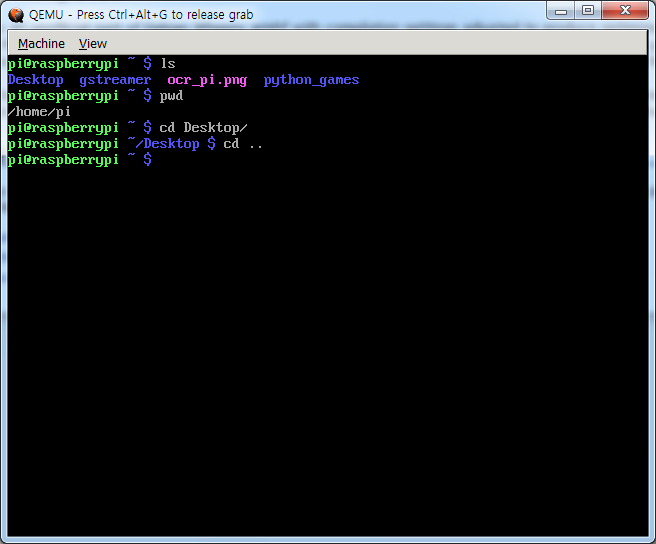 QEMU - Press Ctrl+Alt+G to release grab
Machine View
pi@raspberrypi ~ $ ls
Desktop gstreamer ocr_pi.png python_games
pi@raspberrypi ~ $ pwd
/home/pi
pi@raspberrypi ~ $ cd Desktop/
pi@raspberrypi ~/Desktop $ cd ..
pi@raspberrypi ~ $